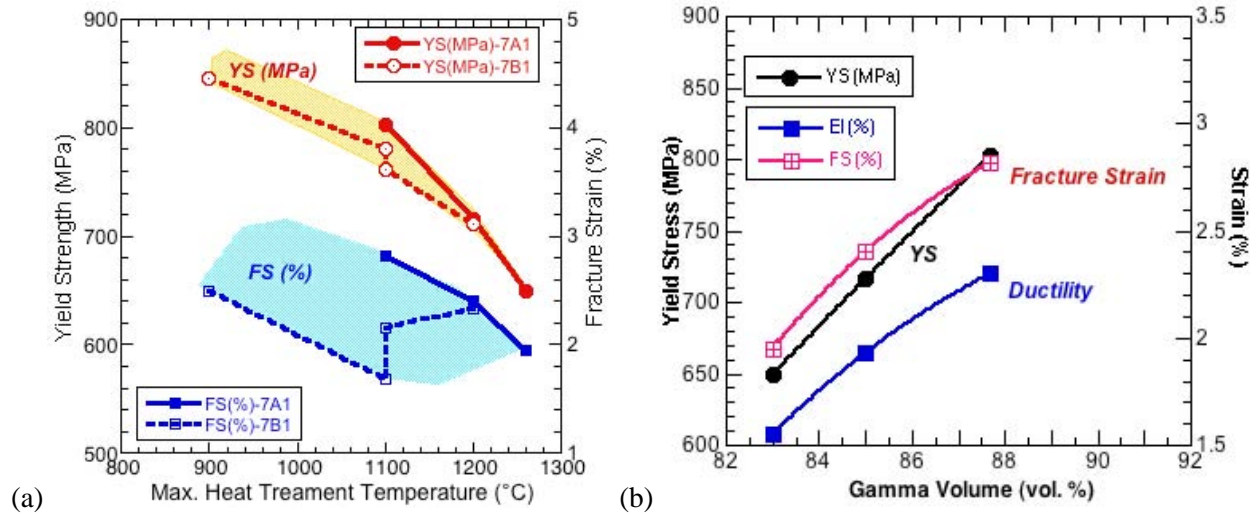 900
800
700
600
500
Yield Strength (MPa)
YS (MPa)
YS(MPa)-7A1
YS(MPa)-7B1
FS (%)
FS(%)-7A1
FS(%)-7B1
5
4
3
2
1
Fracture Strain (%)
800 900 1000 1100 1200 1300
Max. Heat Treament Temperature (°C)
(a)
900
850
800
750
700
650
600
Yield Stress (MPa)
YS (MPa)
El (%)
FS (%)
Fracture Strain
YS
Ductility
3.5
3
2.5
2
1.5
Strain (%)
82 84 86 88 90 92
Gamma Volume (vol. %)
(b)